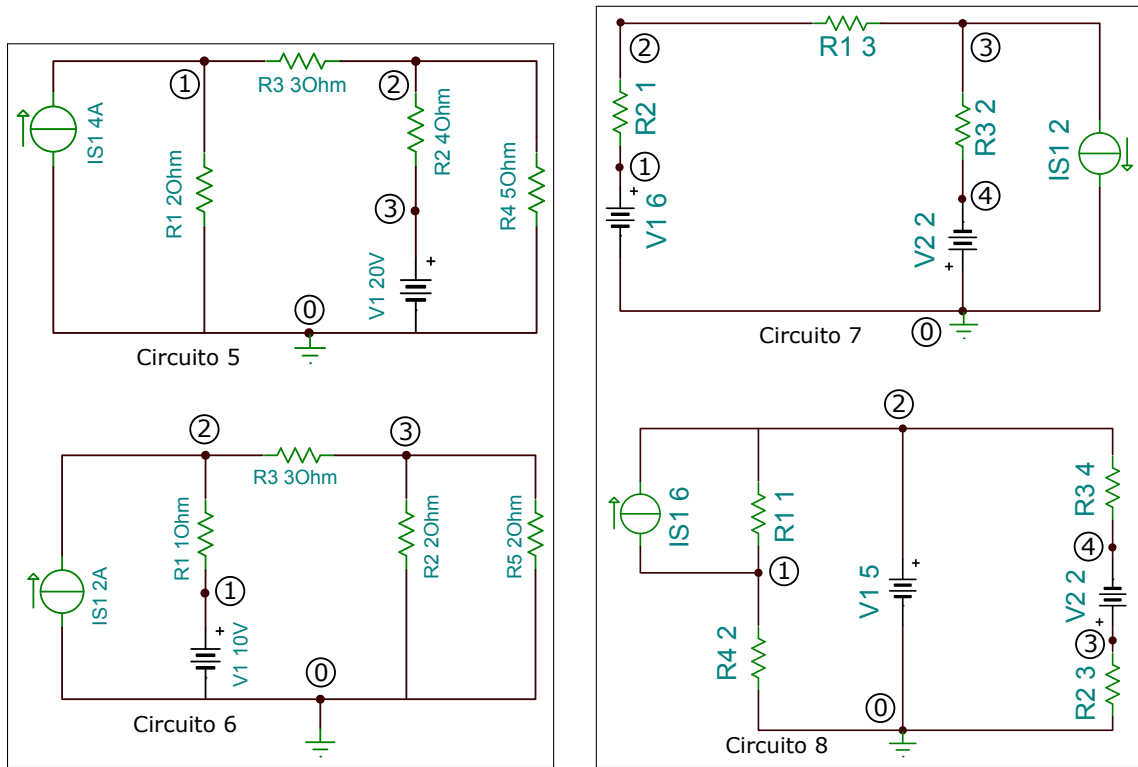 1
R3 3Ohm
2
IS1 4A
R1 2Ohm
R2 4Ohm
3
R4 5Ohm
V1 20V
+
0
Circuito 5
2
R3 3Ohm
3
IS1 2A
R1 1Ohm
1
R2 2Ohm
R5 2Ohm
V1 10V
+
0
Circuito 6
2
R1 3
3
R2 1
R3 2
IS1 2
1
+
V1 6
4
V2 2
+
0
Circuito 7
2
IS1 6
R1 1
R3 4
1
4
V1 5
+
V2 2
+
3
R4 2
R2 3
0
Circuito 8